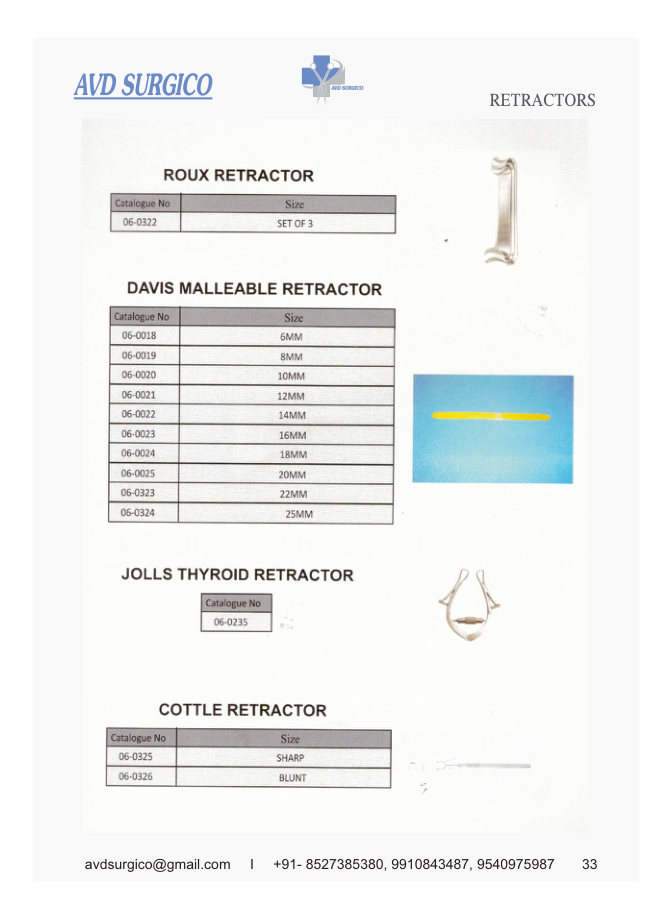 AVD SURGICO
AVD SURGICO
RETRACTORS
ROUX RETRACTOR
Catalogue No Size
06-0322 SET OF 3
DAVIS MALLEABLE RETRACTOR
Catalogue No Size
06-0018 6MM
06-0019 8MM
06-0020 10MM
06-0021 12MM
06-0022 14MM
06-0023 16MM
06-0024 18MM
06-0025 20MM
06-0323 22MM
06-0324 25MM
JOLLS THYROID RETRACTOR
Catalogue No
06-0235
COTTLE RETRACTOR
Catalogue No Size
06-0325 SHARP
06-0326 BLUNT
avdsurgico@gmail.com I +91- 8527385380, 9910843487, 9540975987 33